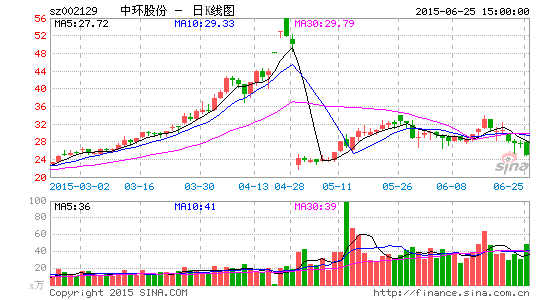 sz002129 中环股份 - 日K线图 2015-06-25 15:00:00
MA5:27.72 MA10:29.33 MA30:29.79
56
52
48
44
40
36
32
28
24
20
sina
2015-03-02 03-16 03-30 04-13 04-28 05-11 05-26 06-08 06-25
MA5:36 MA10:41 MA30:39
100
80
60
40
20
x万
Copyright 2015 SINA.COM http://finance.sina.com.cn